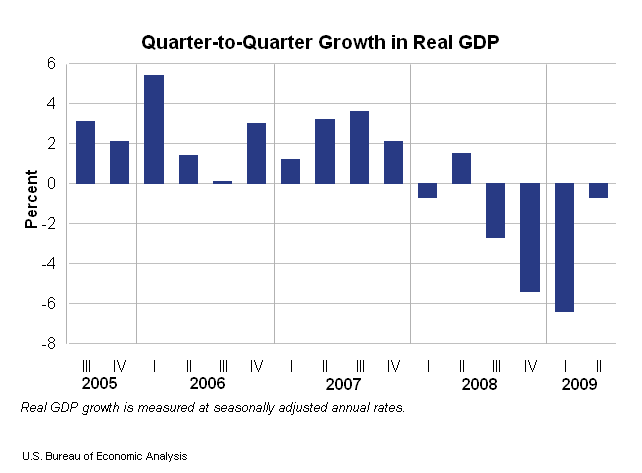 Quarter-to-Quarter Growth in Real GDP
6
4
2
0
-2
-4
-6
-8
Percent
III IV I II III IV I II III IV I II III IV I II
2005 2006 2007 2008 2009
Real GDP growth is measured at seasonally adjusted annual rates.
U.S. Bureau of Economic Analysis